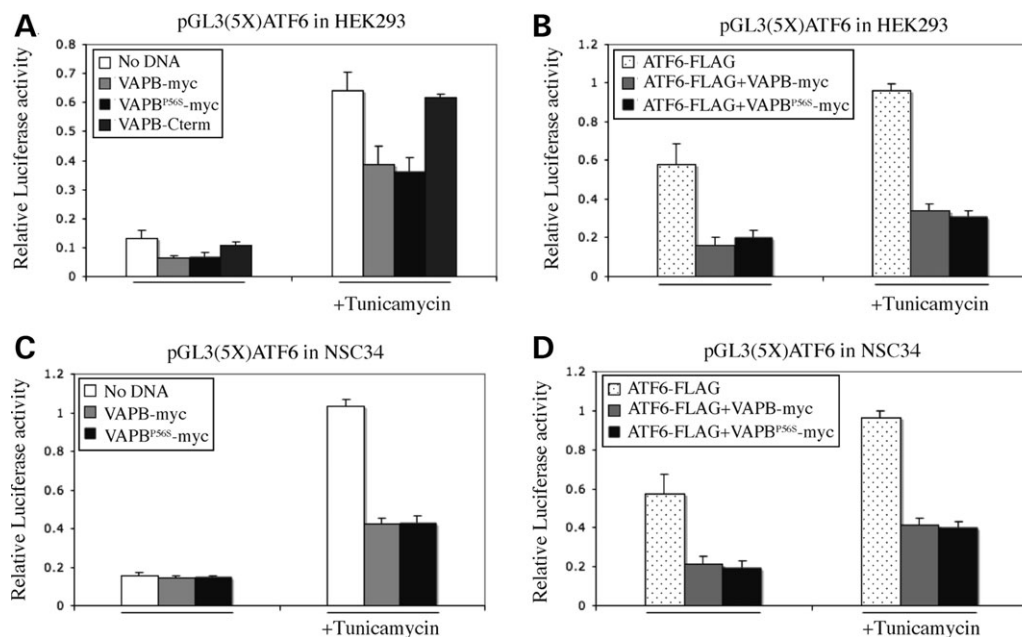 A
pGL3(5X)ATF6 in HEK293
Relative Luciferase activity
0.8
0.7
0.6
0.5
0.4
0.3
0.2
0.1
0
No DNA
VAPB-myc
VAPBP56S-myc
VAPB-Cterm
+Tunicamycin
B
pGL3(5X)ATF6 in HEK293
Relative Luciferase activity
1.2
1
0.8
0.6
0.4
0.2
0
ATF6-FLAG
ATF6-FLAG+VAPB-myc
ATF6-FLAG+VAPBP56S-myc
+Tunicamycin
C
pGL3(5X)ATF6 in NSC34
Relative Luciferase activity
1.2
1
0.8
0.6
0.4
0.2
0
No DNA
VAPB-myc
VAPBP56S-myc
+Tunicamycin
D
pGL3(5X)ATF6 in NSC34
Relative Luciferase activity
1.2
1
0.8
0.6
0.4
0.2
0
ATF6-FLAG
ATF6-FLAG+VAPB-myc
ATF6-FLAG+VAPBP56S-myc
+Tunicamycin